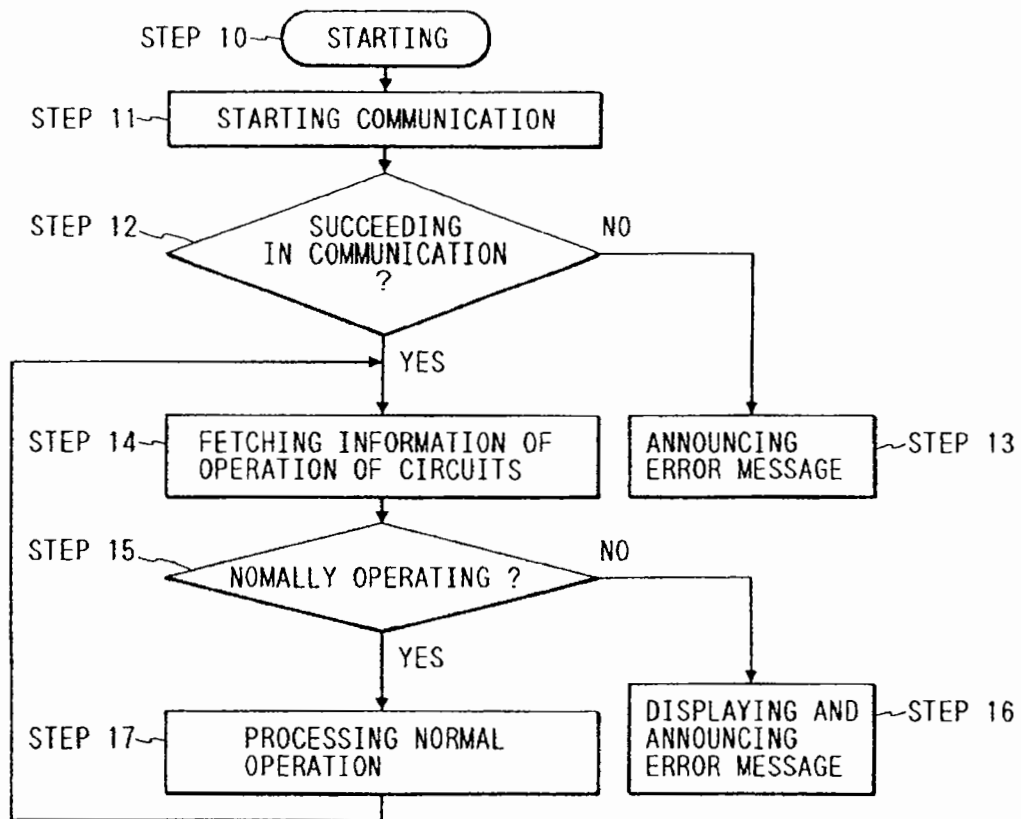 STEP 10
STARTING
STEP 11
STARTING COMMUNICATION
STEP 12
SUCCEEDING
IN COMMUNICATION
?
NO
YES
STEP 14
FETCHING INFORMATION OF
OPERATION OF CIRCUITS
ANNOUNCING
ERROR MESSAGE
STEP 13
STEP 15
NOMALLY OPERATING ?
NO
YES
STEP 17
PROCESSING NORMAL
OPERATION
DISPLAYING AND
ANNOUNCING
ERROR MESSAGE
STEP 16